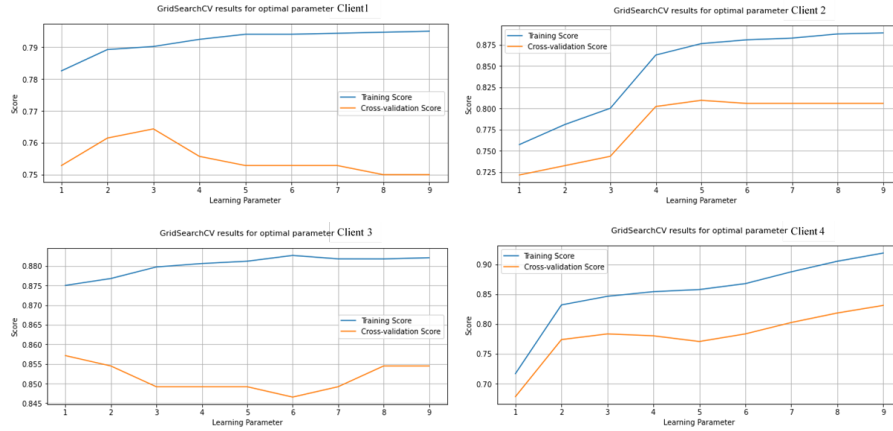 GridSearchCV results for optimal parameter Client1
0.79
0.78
0.77
0.76
0.75
Score
Training Score
Cross-validation Score
1 2 3 4 5 6 7 8 9
Learning Parameter
GridSearchCV results for optimal parameter Client 2
0.875
0.850
0.825
0.800
0.775
0.750
0.725
Score
Training Score
Cross-validation Score
1 2 3 4 5 6 7 8 9
Learning Parameter
GridSearchCV results for optimal parameter Client 3
0.880
0.875
0.870
0.865
0.860
0.855
0.850
0.845
Score
Training Score
Cross-validation Score
1 2 3 4 5 6 7 8 9
Learning Parameter
GridSearchCV results for optimal parameter Client 4
0.90
0.85
0.80
0.75
0.70
Score
Training Score
Cross-validation Score
1 2 3 4 5 6 7 8 9
Learning Parameter